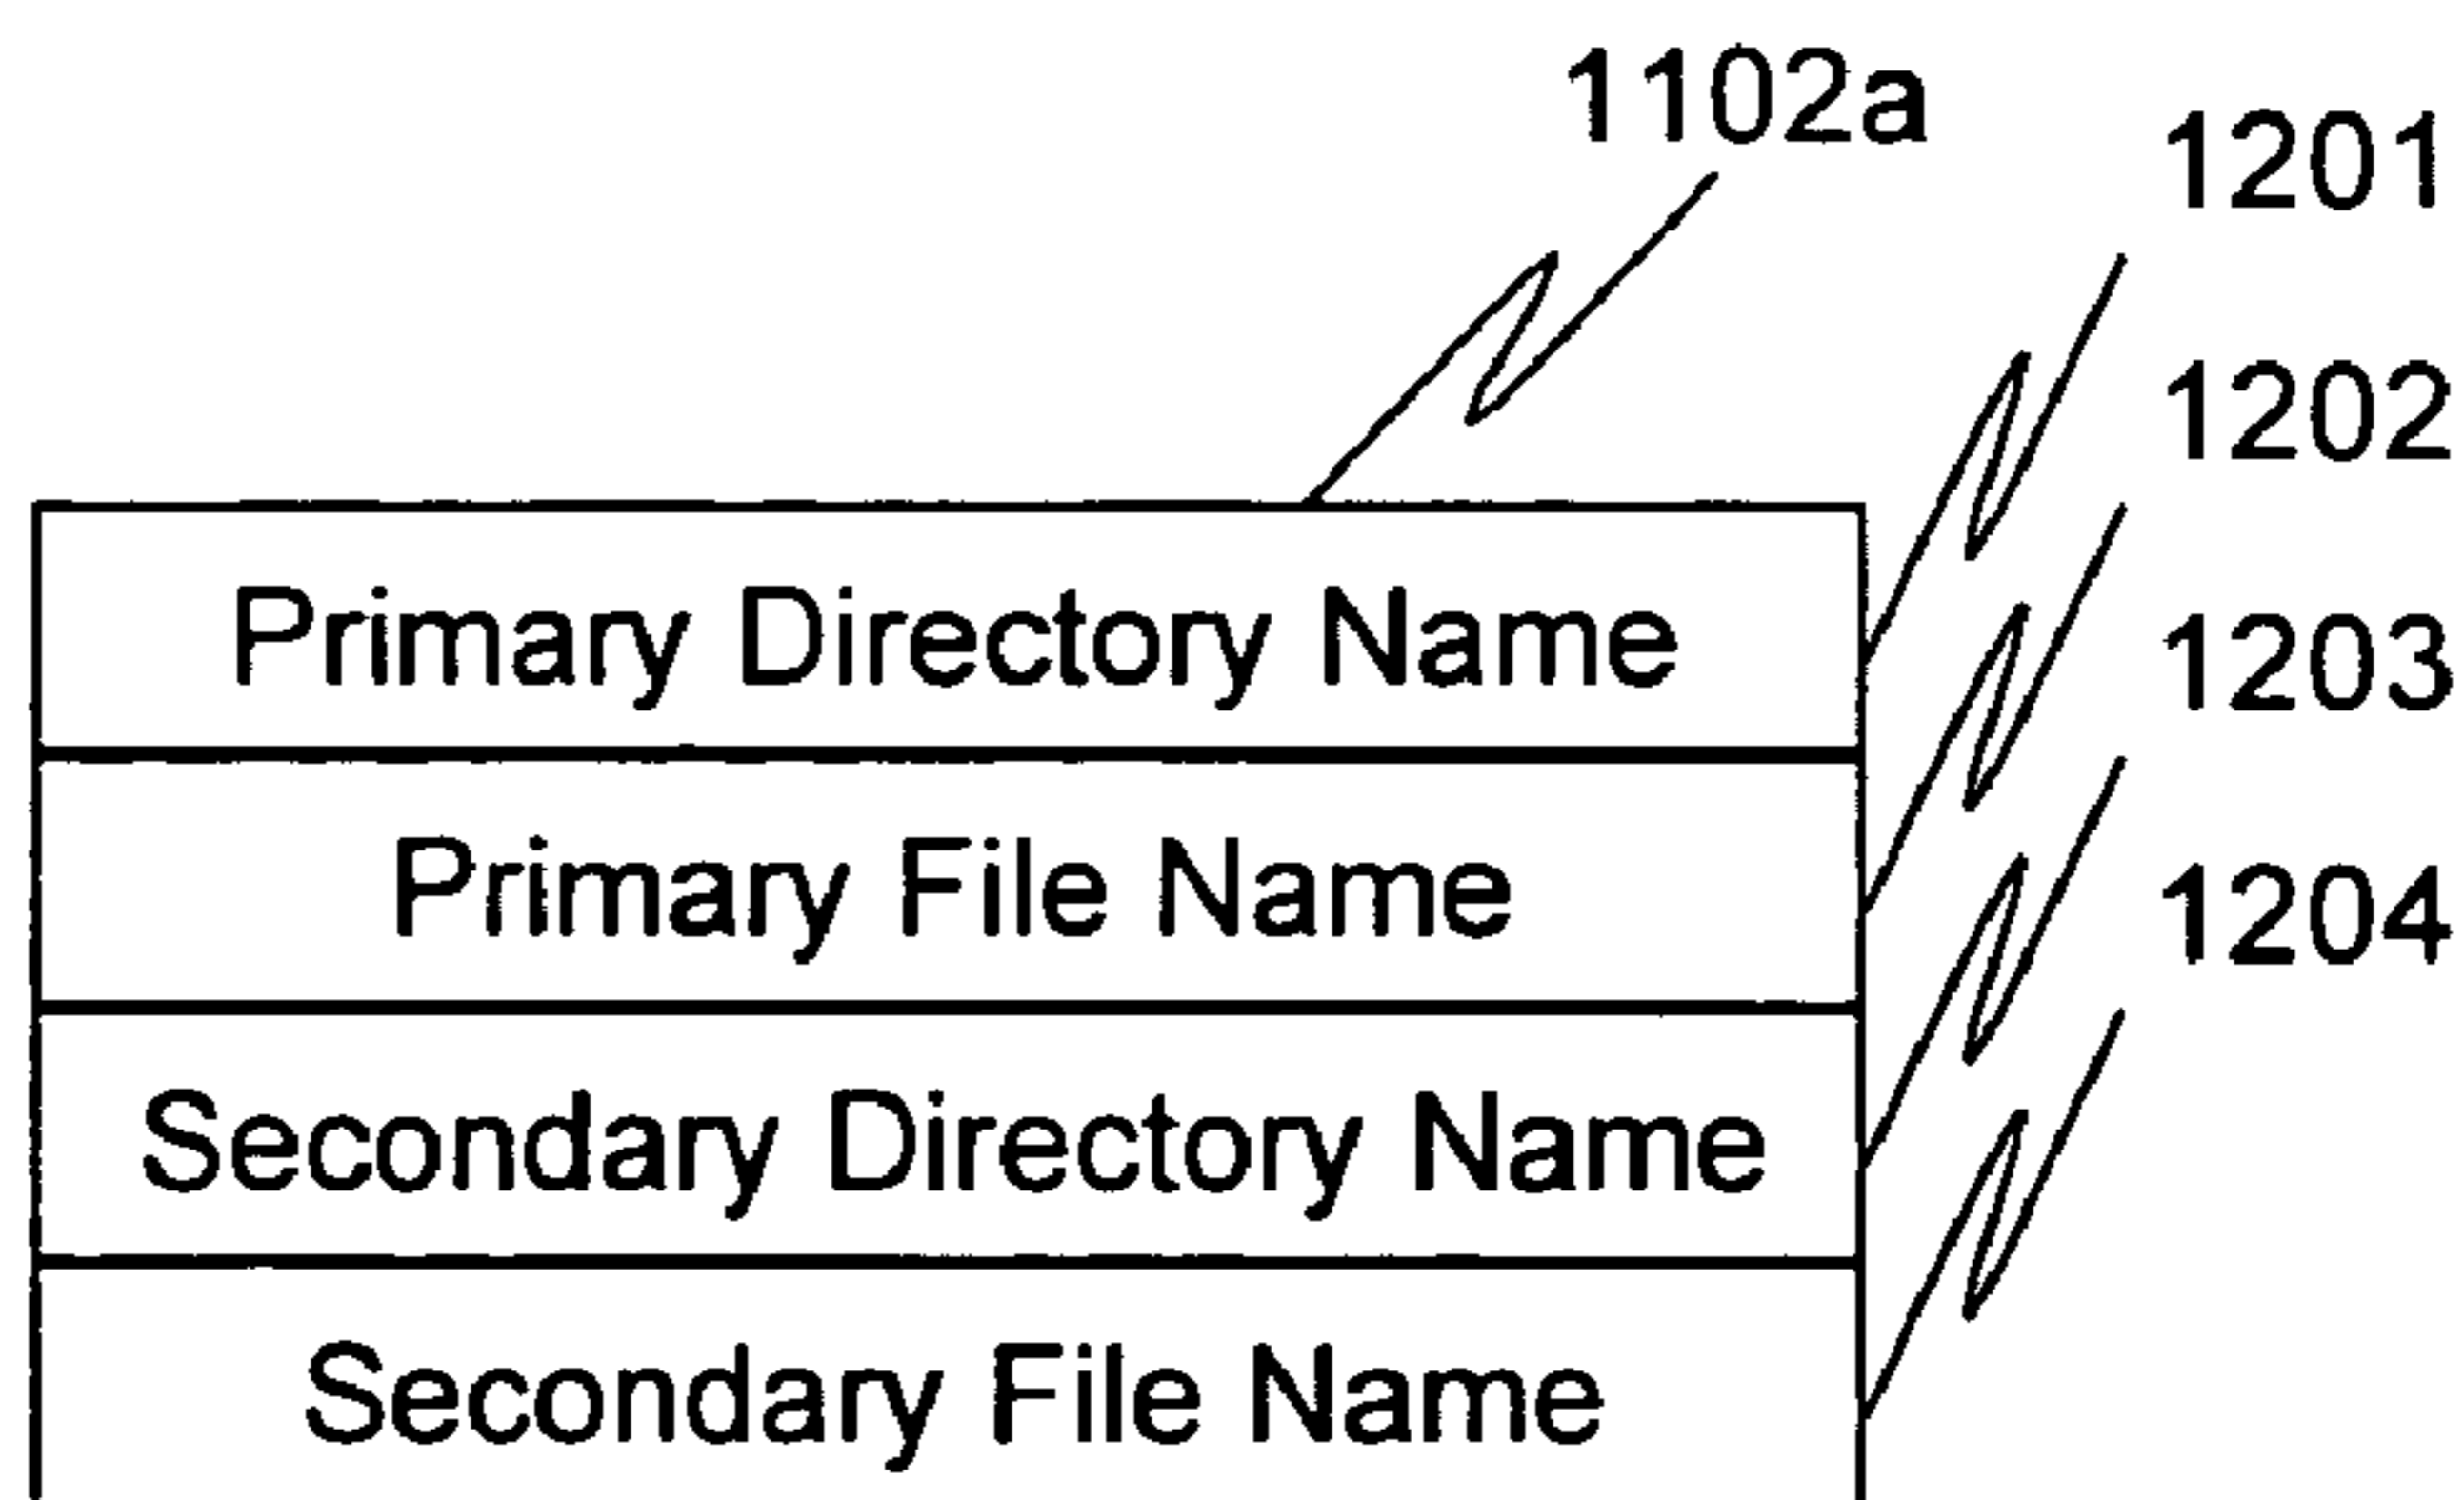 1102a
1201
1202
Primary Directory Name
1203
Primary File Name
1204
Secondary Directory Name
Secondary File Name